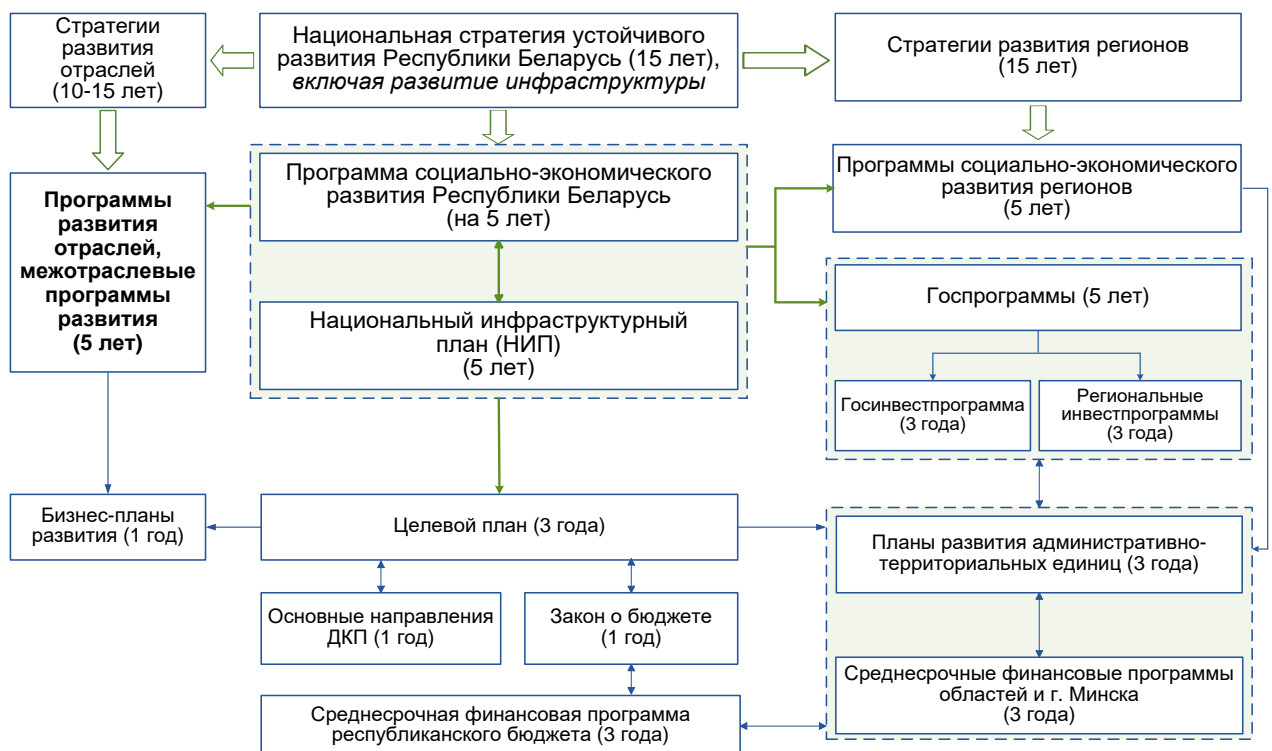 Стратегии
развития
отраслей
(10-15 лет)
Национальная стратегия устойчивого
развития Республики Беларусь (15 лет),
включая развитие инфраструктуры
Стратегии развития регионов
(15 лет)
Программы
развития
отраслей,
межотраслевые
программы
развития
(5 лет)
Программа социально-экономического
развития Республики Беларусь
(на 5 лет)
Национальный инфраструктурный
план (НИП)
(5 лет)
Программы социально-экономического
развития регионов
(5 лет)
Госпрограммы (5 лет)
Госинвестпрограмма
(3 года)
Региональные
инвестпрограммы
(3 года)
Бизнес-планы
развития (1 год)
Целевой план (3 года)
Планы развития административно-
территориальных единиц (3 года)
Основные направления
ДКП (1 год)
Закон о бюджете
(1 год)
Среднесрочные финансовые программы
областей и г. Минска
(3 года)
Среднесрочная финансовая программа
республиканского бюджета (3 года)